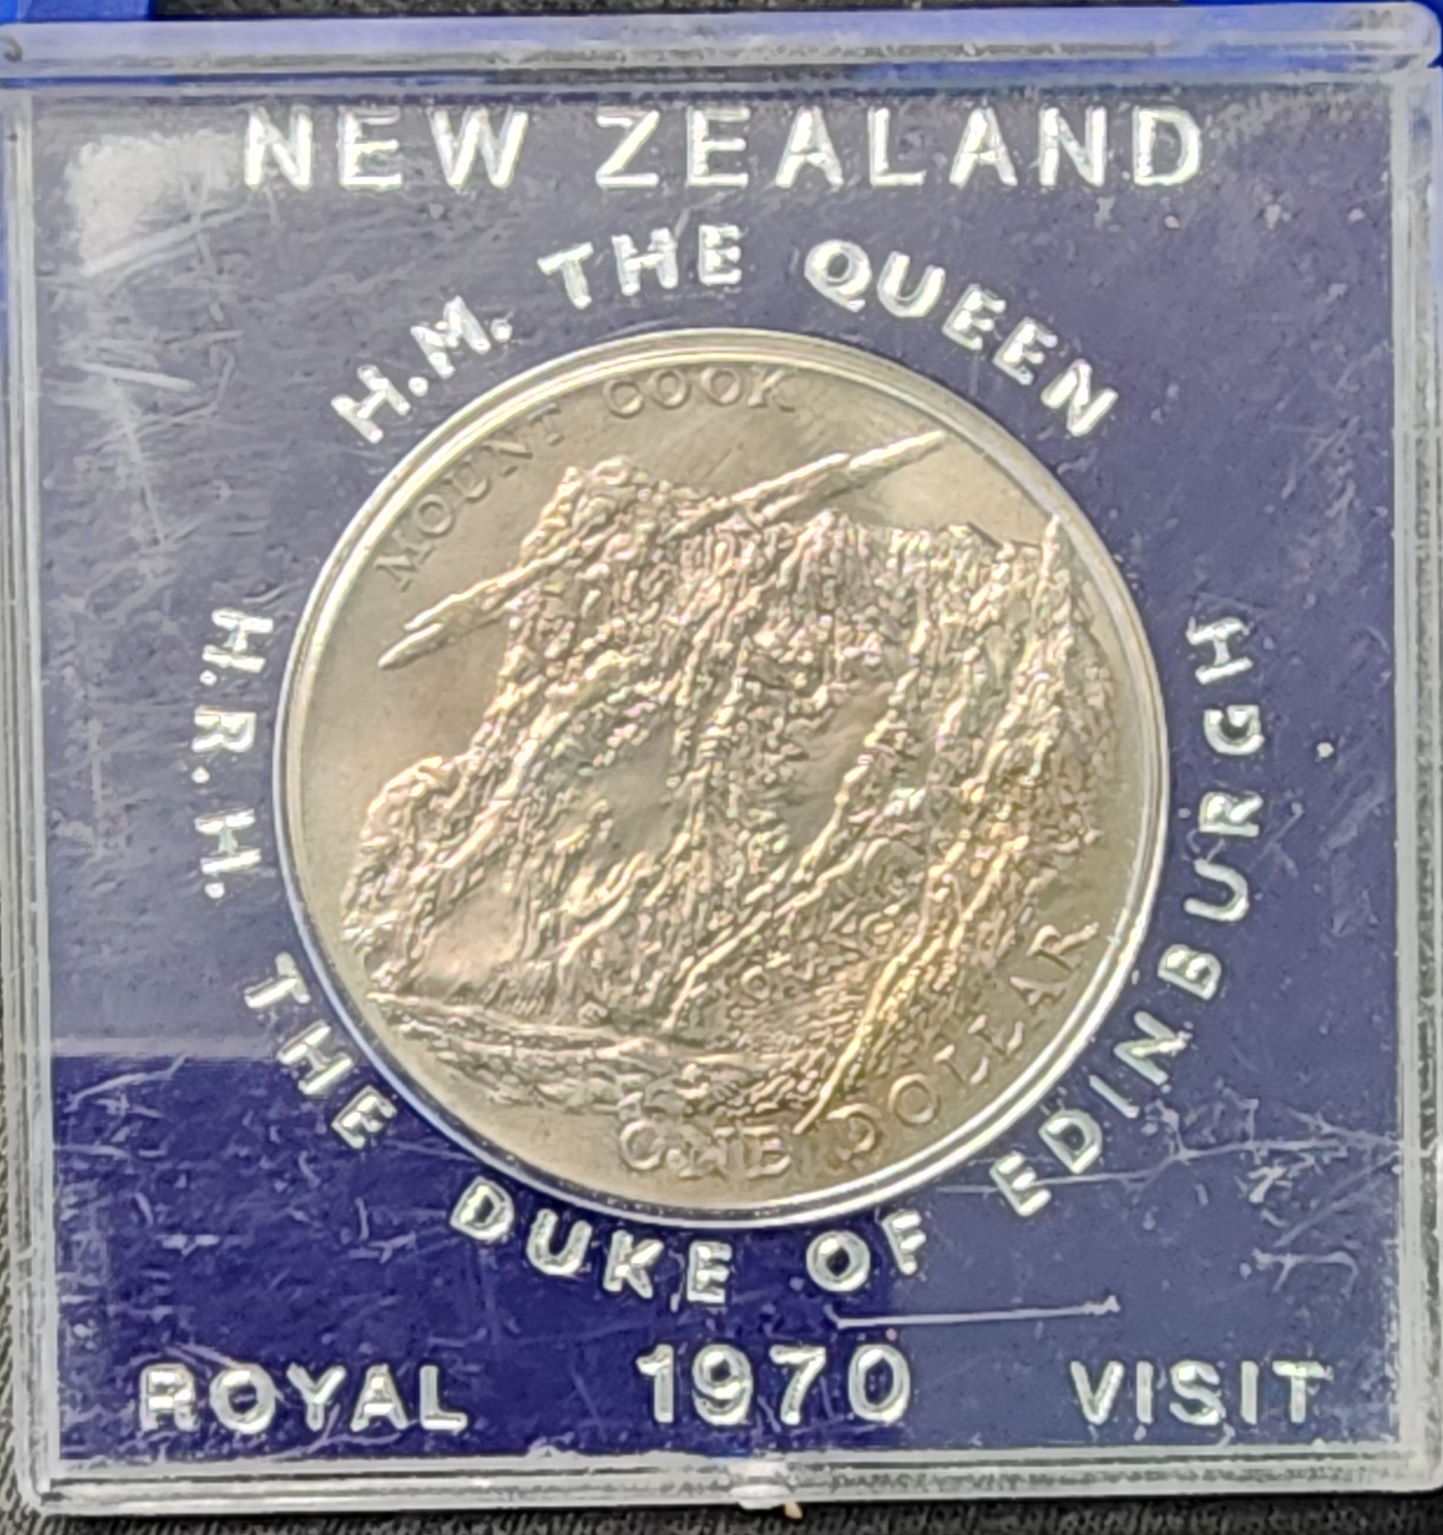 NEW ZEALAND
H.M. THE QUEEN
H.R.H. THE DUKE OF EDINBURGH
MOUNT COOK
ONE DOLLAR
ROYAL 1970 VISIT